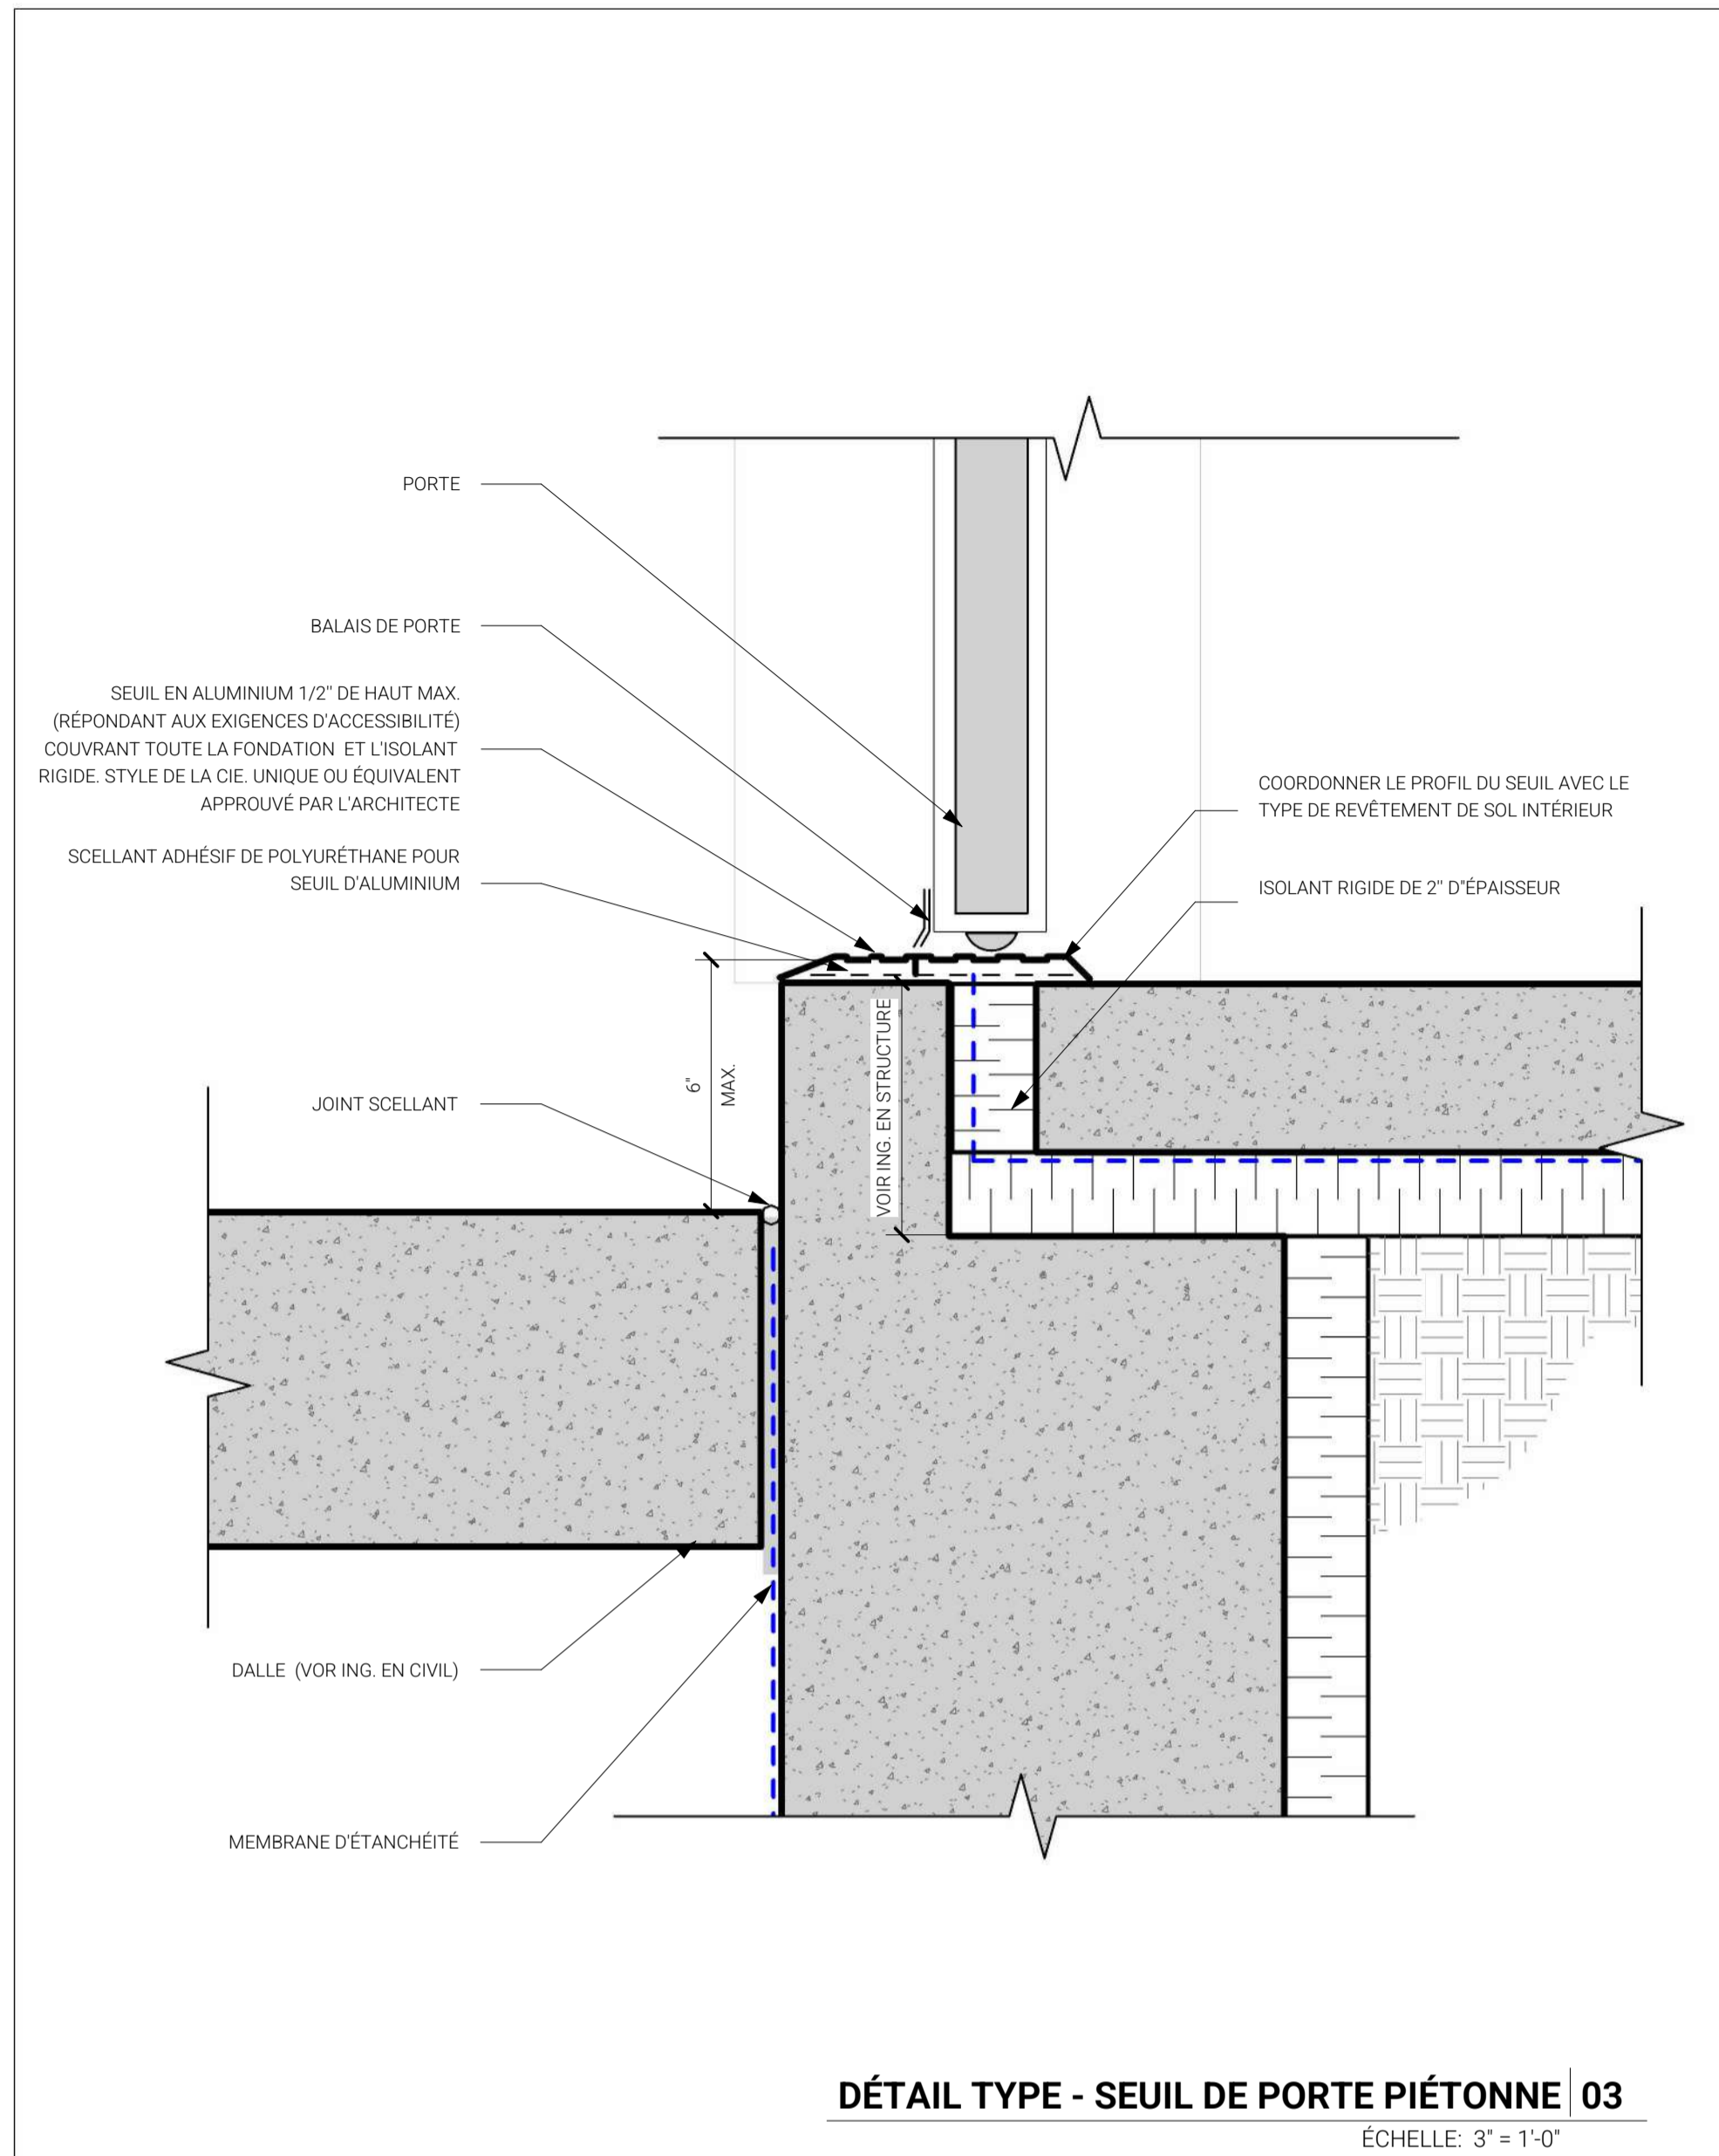 PORTE
BALAIS DE PORTE
SEUIL EN ALUMINIUM 1/2" DE HAUT MAX.
(RÉPONDANT AUX EXIGENCES D'ACCESSIBILITÉ)
COUVRANT TOUTE LA FONDATION ET L'ISOLANT
RIGIDE. STYLE DE LA CIE. UNIQUE OU ÉQUIVALENT
APPROUVÉ PAR L'ARCHITECTE
SCELLANT ADHÉSIF DE POLYURÉTHANE POUR
SEUIL D'ALUMINIUM
COORDONNER LE PROFIL DU SEUIL AVEC LE
TYPE DE REVÊTEMENT DE SOL INTÉRIEUR
ISOLANT RIGIDE DE 2" D"ÉPAISSEUR
6"
MAX.
VOIR ING. EN STRUCTURE
JOINT SCELLANT
DALLE (VOR ING. EN CIVIL)
MEMBRANE D'ÉTANCHÉITÉ
DÉTAIL TYPE - SEUIL DE PORTE PIÉTONNE 03
ÉCHELLE: 3" = 1'-0"